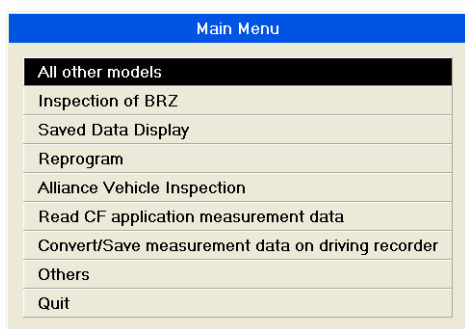 Main Menu
All other models
Inspection of BRZ
Saved Data Display
Reprogram
Alliance Vehicle Inspection
Read CF application measurement data
Convert/Save measurement data on driving recorder
Others
Quit